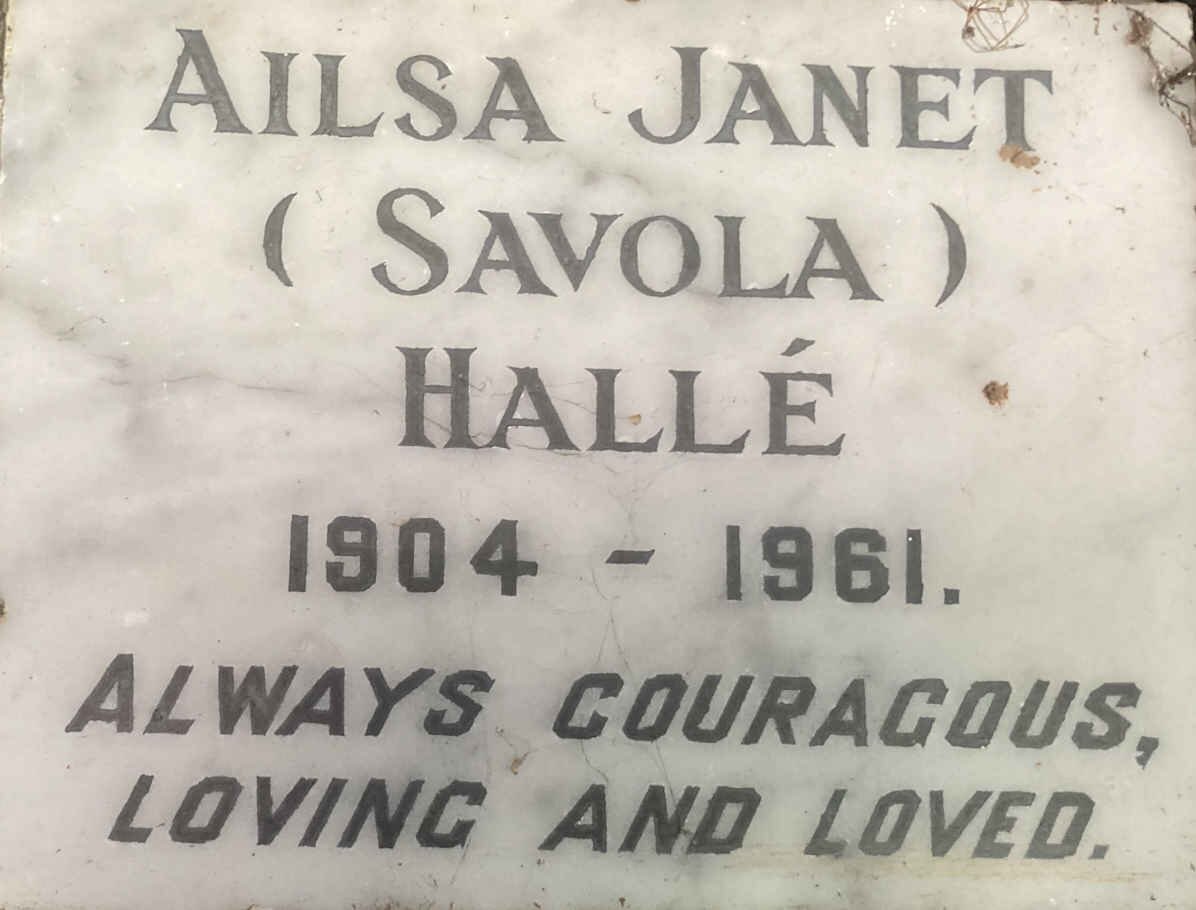 AILSA JANET
( SAVOLA )
HALLÉ
1904 - 1961.
ALWAYS COURAGOUS,
LOVING AND LOVED.